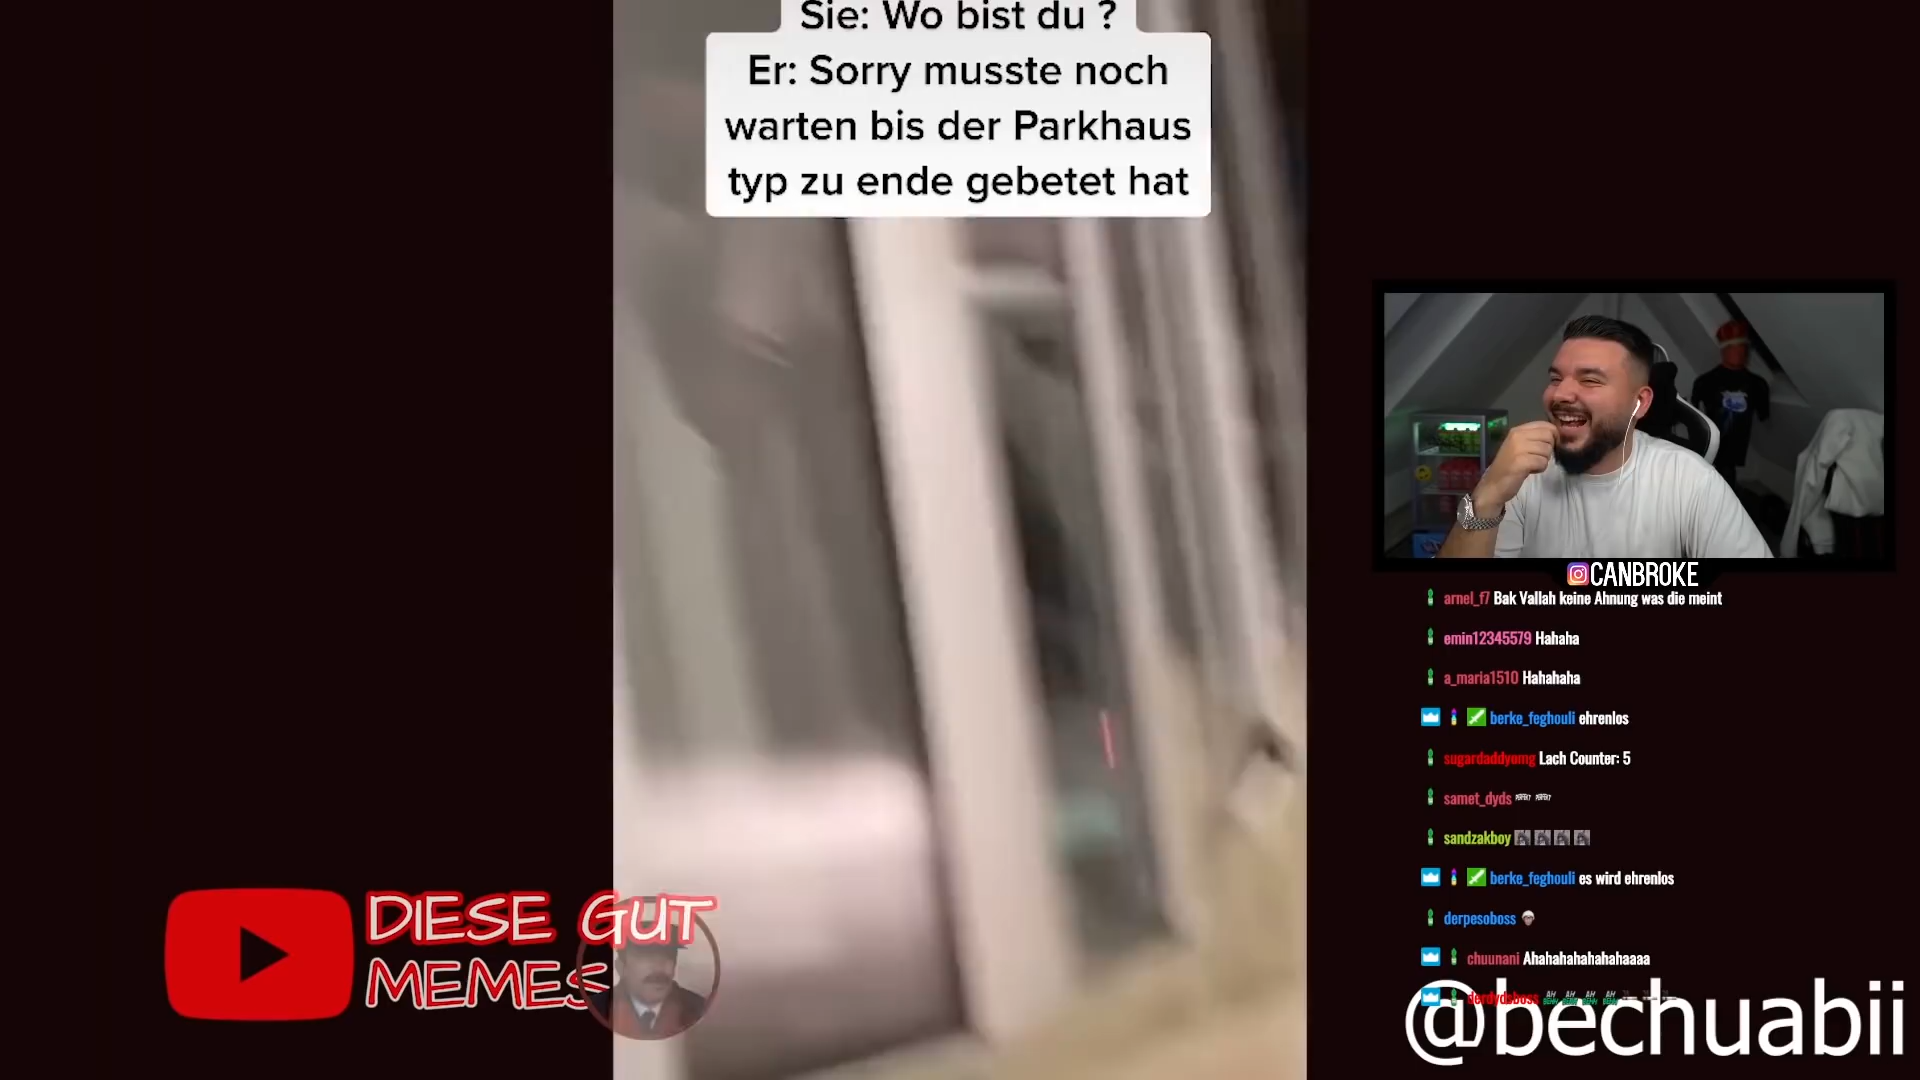 Sie: Wo bist du ?
Er: Sorry musste noch
warten bis der Parkhaus
typ zu ende gebetet hat
CANBROKE
arnel_f7 Bak Vallah keine Ahnung was die meint
emin12345579 Hahaha
a_maria1510 Hahahaha
berke_feghouli ehrenlos
sugardaddyomg Lach Counter: 5
samet_dyds
sandzakboy
berke_feghouli es wird ehrenlos
derpesoboss
chuunani Ahahahahahahahaaaa
DIESE GUT
MEMES
@bechuabii